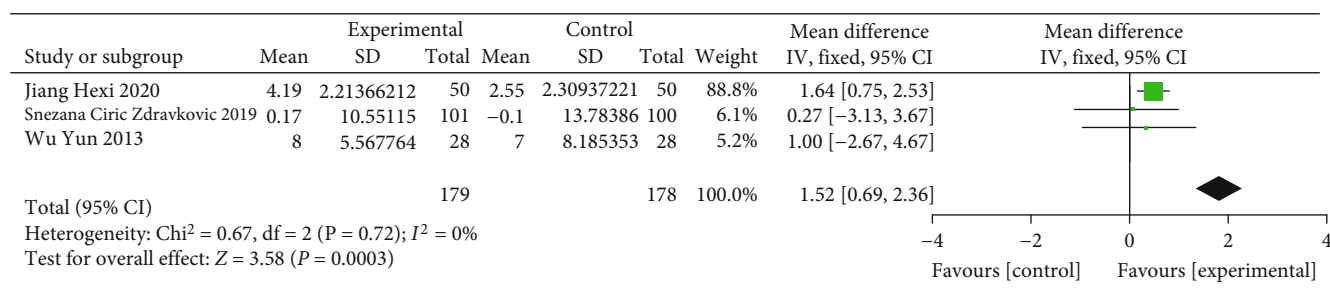 Experimental Control Mean difference Mean difference
Study or subgroup Mean SD Total Mean SD Total Weight IV, fixed, 95% CI IV, fixed, 95% CI
Jiang Hexi 2020 4.19 2.21366212 50 2.55 2.30937221 50 88.8% 1.64 [0.75, 2.53]
Snezana Ciric Zdravkovic 2019 0.17 10.55115 101 −0.1 13.78386 100 6.1% 0.27 [−3.13, 3.67]
Wu Yun 2013 8 5.567764 28 7 8.185353 28 5.2% 1.00 [−2.67, 4.67]
179 178 100.0% 1.52 [0.69, 2.36]
Total (95% CI)
Heterogeneity: Chi² = 0.67, df = 2 (P = 0.72); I² = 0%
Test for overall effect: Z = 3.58 (P = 0.0003)
−4 −2 0 2 4
Favours [control] Favours [experimental]